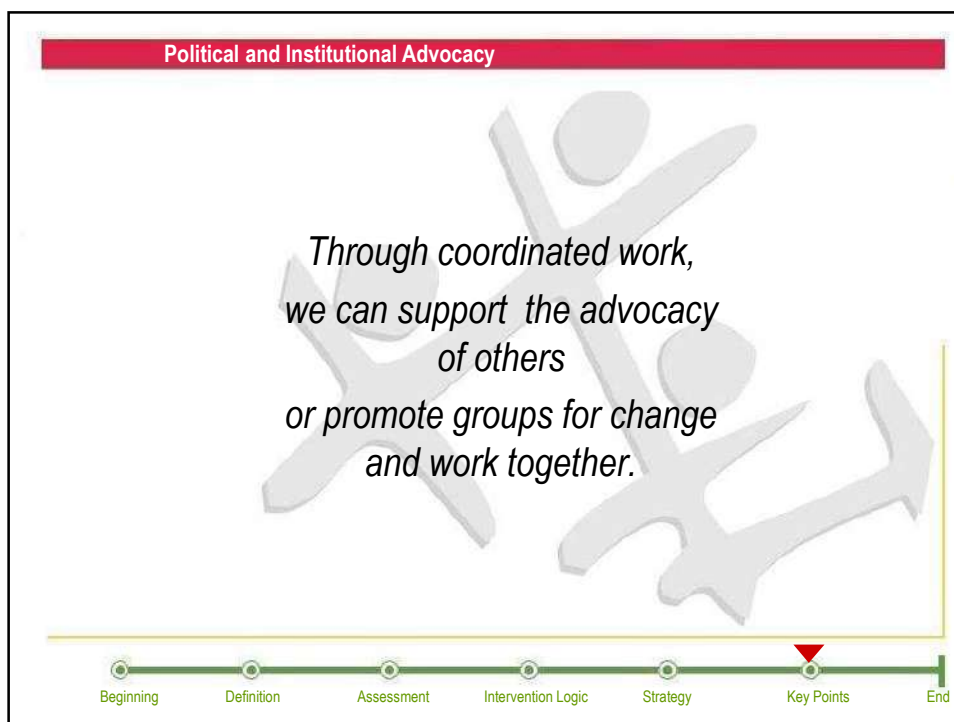 Political and Institutional Advocacy
Through coordinated work,
we can support the advocacy
of others
or promote groups for change
and work together.
Beginning Definition Assessment Intervention Logic Strategy Key Points End